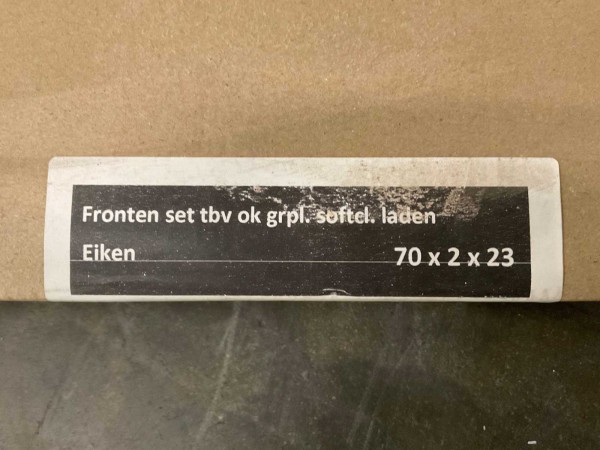 Fronten set tbv ok grpl. softcl. laden
Eiken
70 x 2 x 23